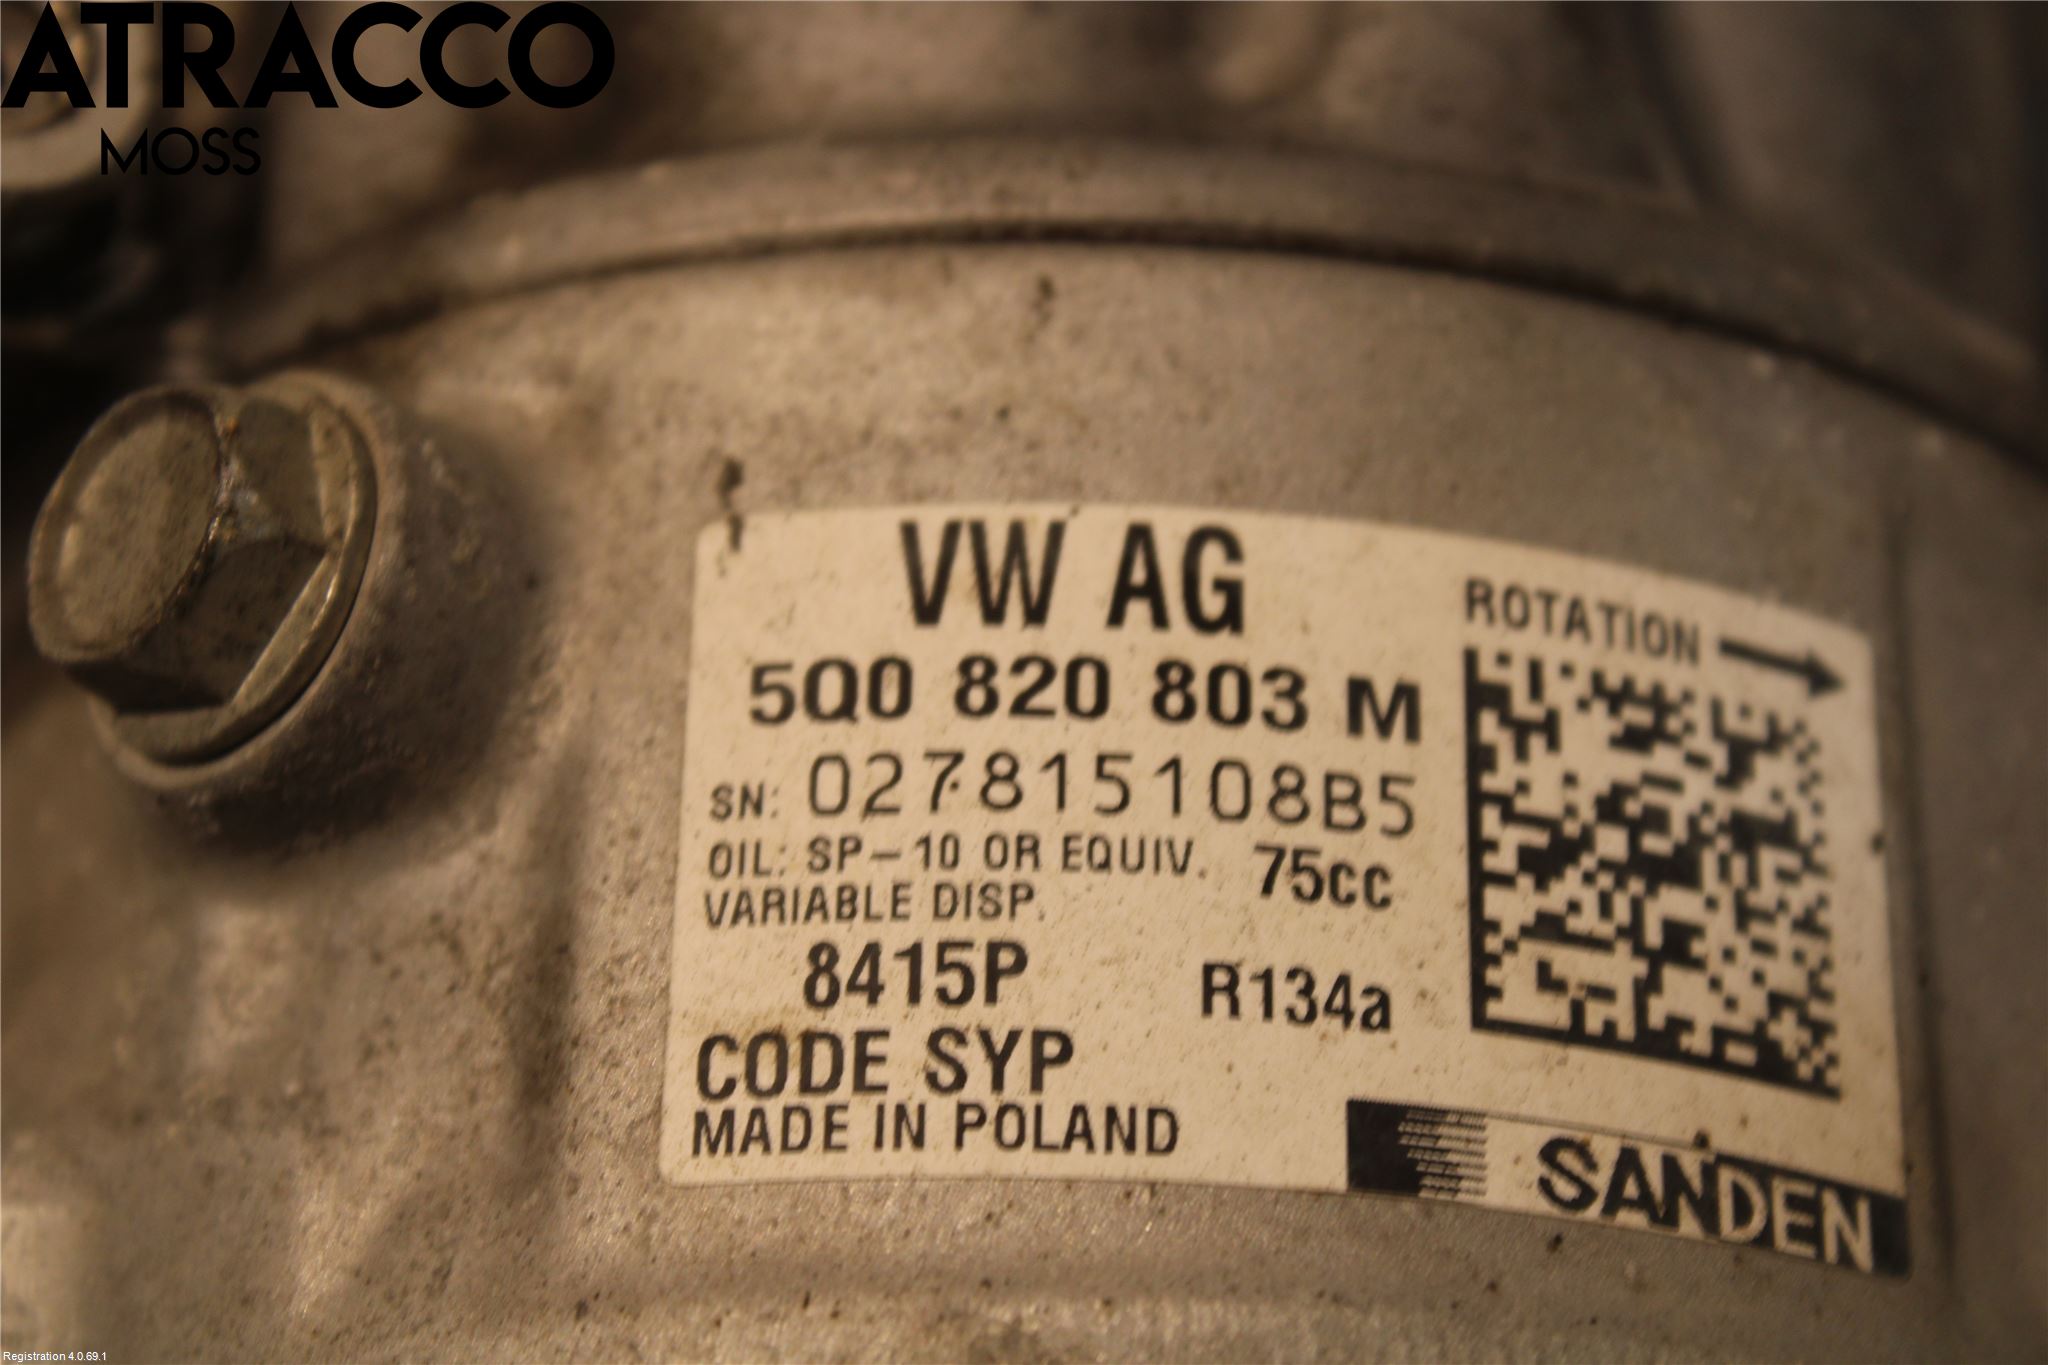 ATRACCO
MOSS
VW AG
ROTATION
5Q0 820 803 M
SN: 027815108B5
OIL: SP-10 OR EQUIV. 75cc
VARIABLE DISP.
8415P R134a
CODE SYP
MADE IN POLAND
SANDEN
Registration 4.0.69.1